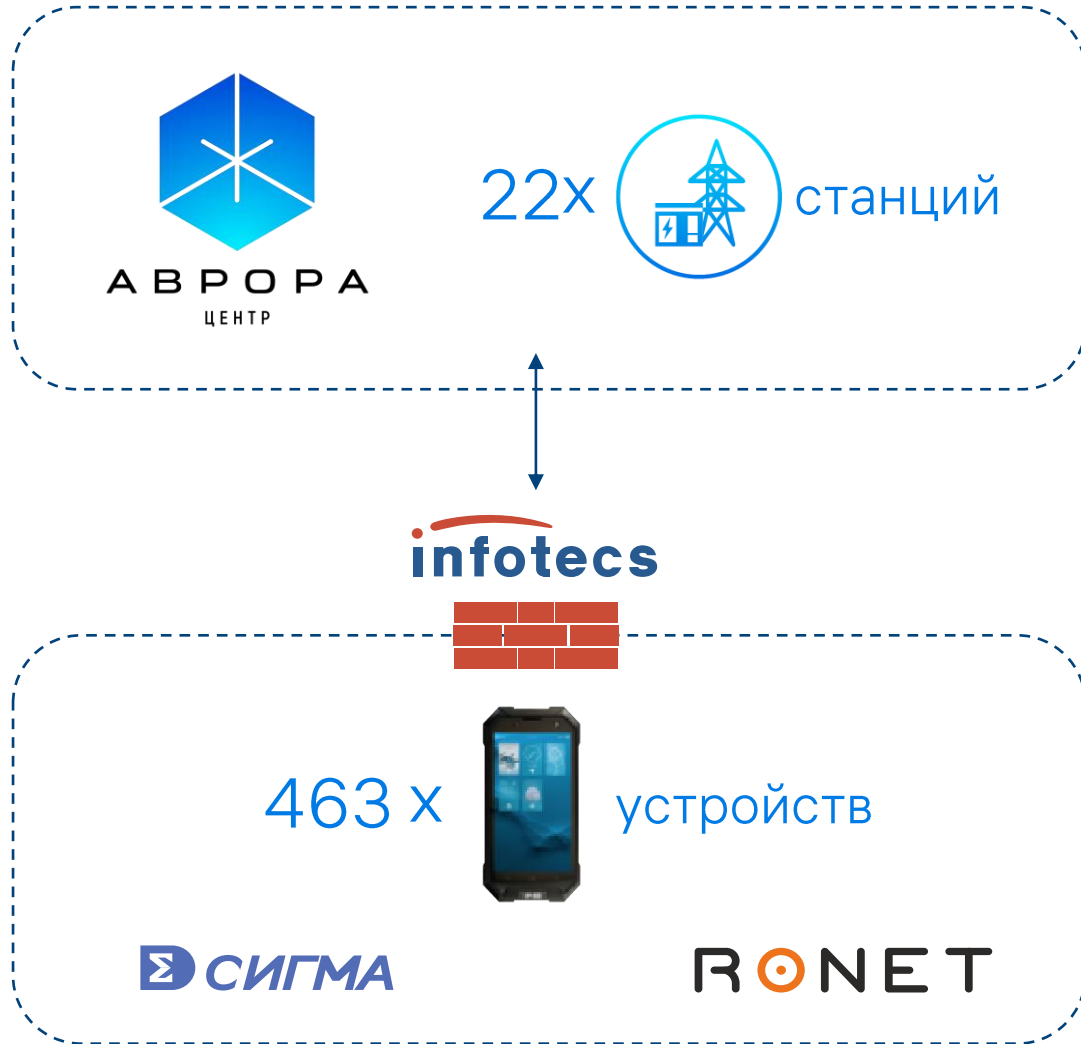 АВРОРА
ЦЕНТР
22x станций
infotecs
463 x устройств
СИГМА
RONET